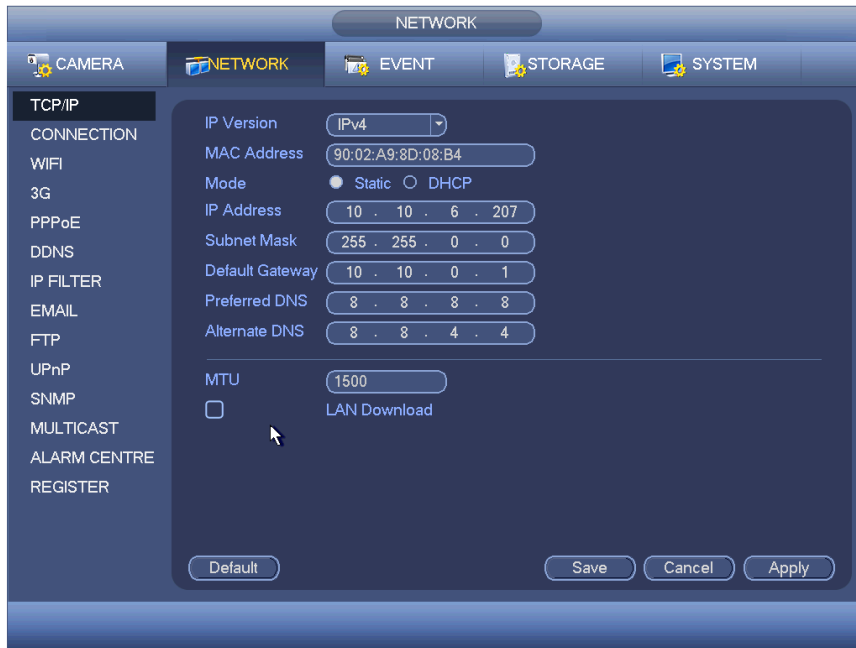 NETWORK
CAMERA NETWORK EVENT STORAGE SYSTEM
TCP/IP
CONNECTION
WIFI
3G
PPPoE
DDNS
IP FILTER
EMAIL
FTP
UPnP
SNMP
MULTICAST
ALARM CENTRE
REGISTER
IP Version IPv4
MAC Address 90:02:A9:8D:08:B4
Mode Static DHCP
IP Address 10 . 10 . 6 . 207
Subnet Mask 255 . 255 . 0 . 0
Default Gateway 10 . 10 . 0 . 1
Preferred DNS 8 . 8 . 8 . 8
Alternate DNS 8 . 8 . 4 . 4
MTU 1500
LAN Download
Default Save Cancel Apply